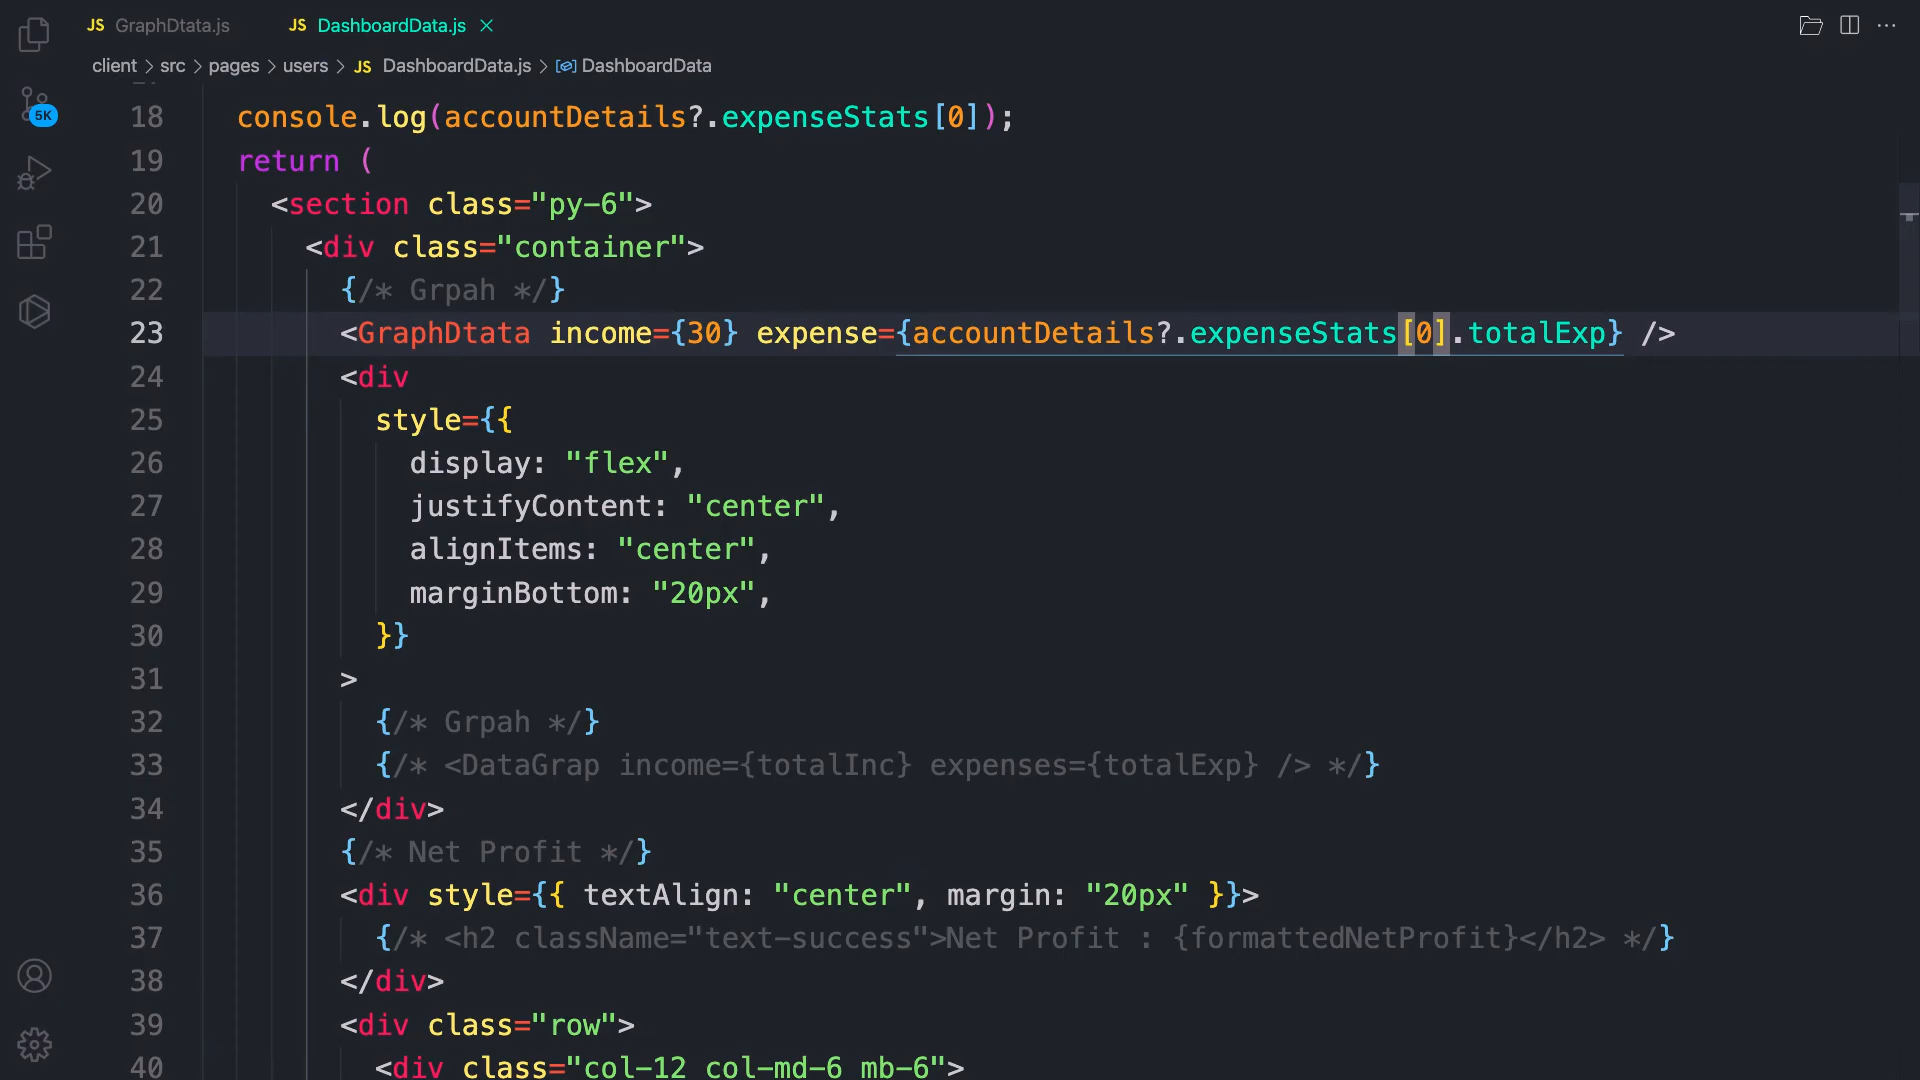 JS GraphDtata.js JS DashboardData.js
client > src > pages > users > JS DashboardData.js > DashboardData
5K
18 console.log(accountDetails?.expenseStats[0]);
19 return (
20 <section class="py-6">
21 <div class="container">
22 {/* Grpah */}
23 <GraphDtata income={30} expense={accountDetails?.expenseStats[0].totalExp} />
24 <div
25 style={{
26 display: "flex",
27 justifyContent: "center",
28 alignItems: "center",
29 marginBottom: "20px",
30 }}
31 >
32 {/* Grpah */}
33 {/* <DataGrap income={totalInc} expenses={totalExp} /> */}
34 </div>
35 {/* Net Profit */}
36 <div style={{ textAlign: "center", margin: "20px" }}>
37 {/* <h2 className="text-success">Net Profit : {formattedNetProfit}</h2> */}
38 </div>
39 <div class="row">
40 <div class="col-12 col-md-6 mb-6">